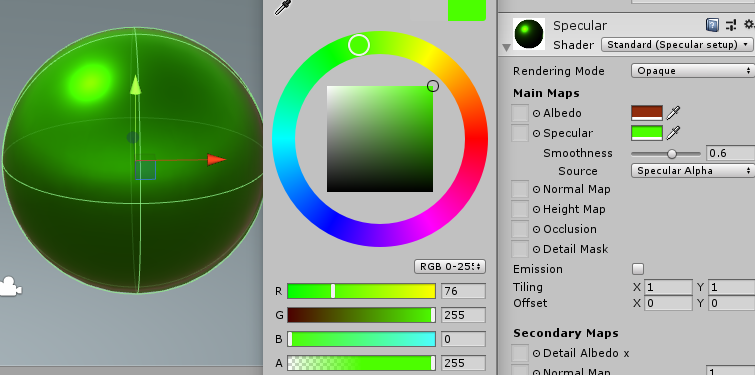 Specular
Shader Standard (Specular setup)
Rendering Mode Opaque
Main Maps
Albedo
Specular
Smoothness 0.6
Source Specular Alpha
Normal Map
Height Map
Occlusion
Detail Mask
Emission
Tiling X 1 Y 1
Offset X 0 Y 0
Secondary Maps
Detail Albedo x
Normal Map 1
RGB 0-255
R 76
G 255
B 0
A 255